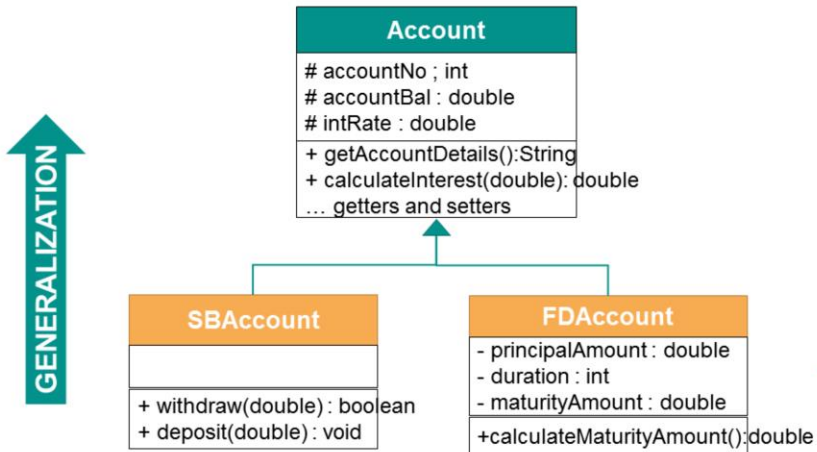 Account
# accountNo ; int
# accountBal : double
# intRate : double
+ getAccountDetails():String
+ calculateInterest(double): double
... getters and setters
GENERALIZATION
SBAccount
+ withdraw(double) : boolean
+ deposit(double) : void
FDAccount
- principalAmount : double
- duration : int
- maturityAmount : double
+calculateMaturityAmount():double